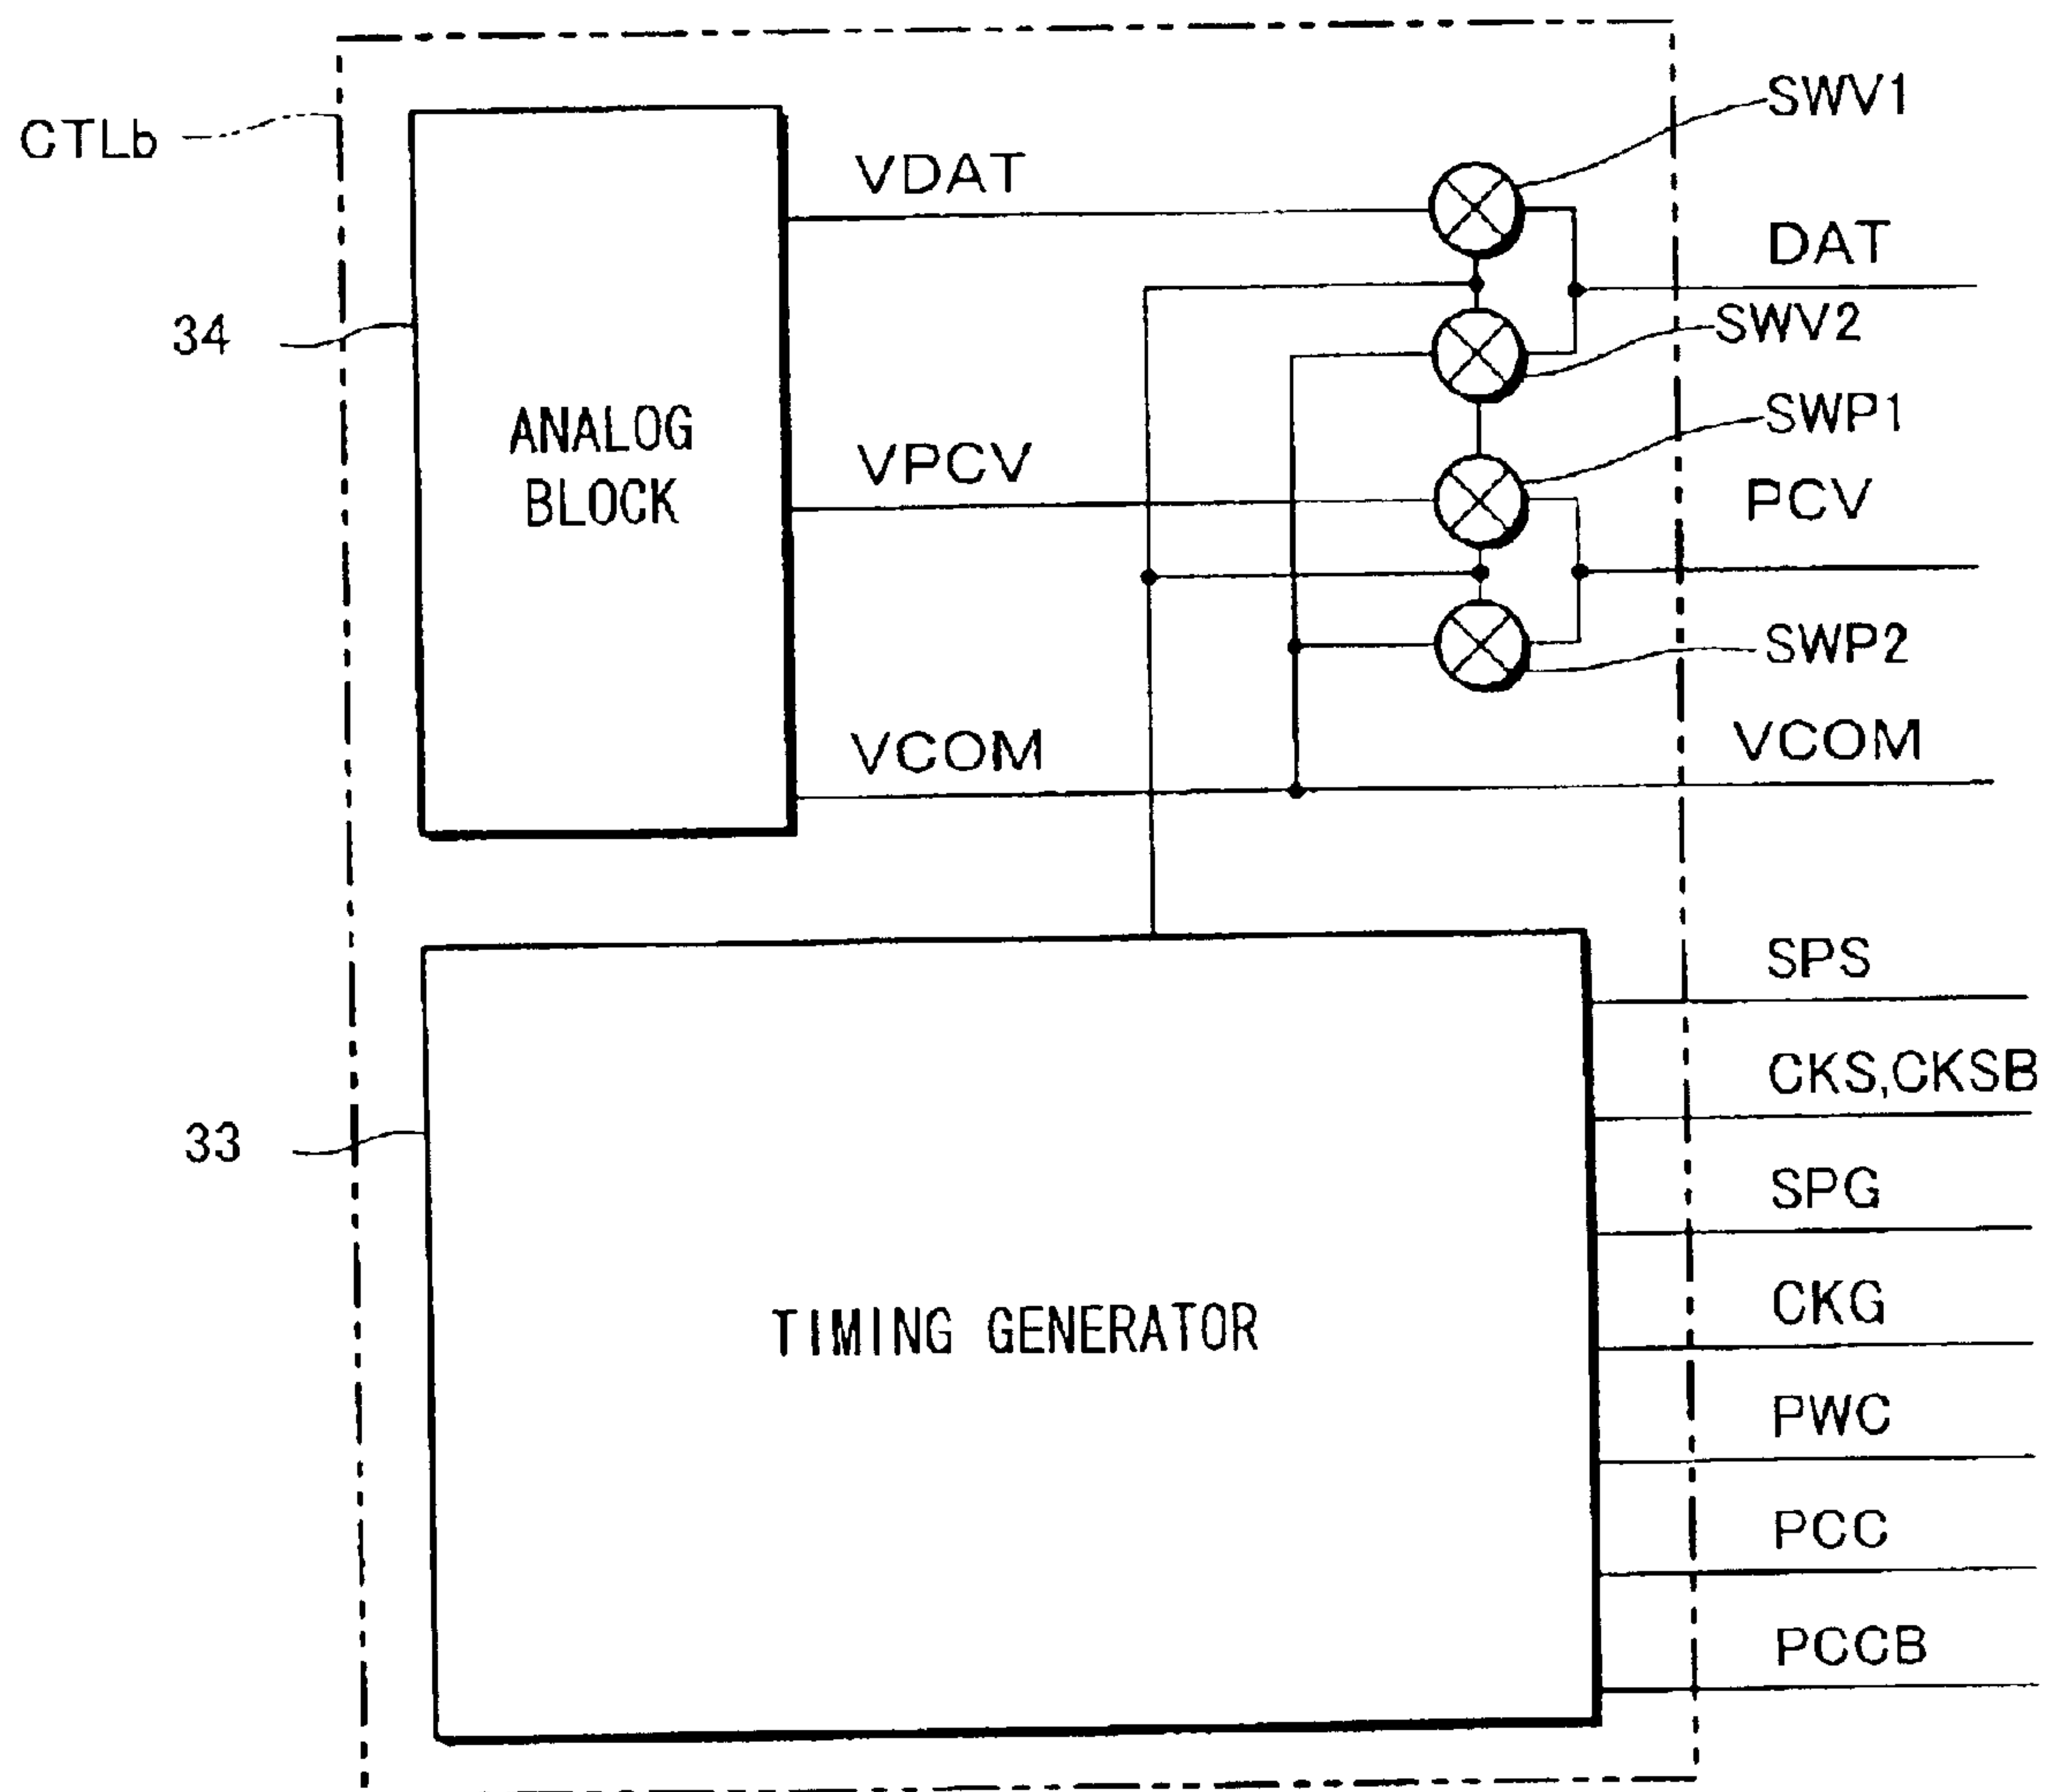 CTLb
SWV1
VDAT
DAT
34
SWV2
ANALOG
BLOCK
SWP1
VPCV
PCV
SWP2
VCOM
VCOM
SPS
CKS,CKSB
33
SPG
CKG
TIMING GENERATOR
PWC
PCC
PCCB